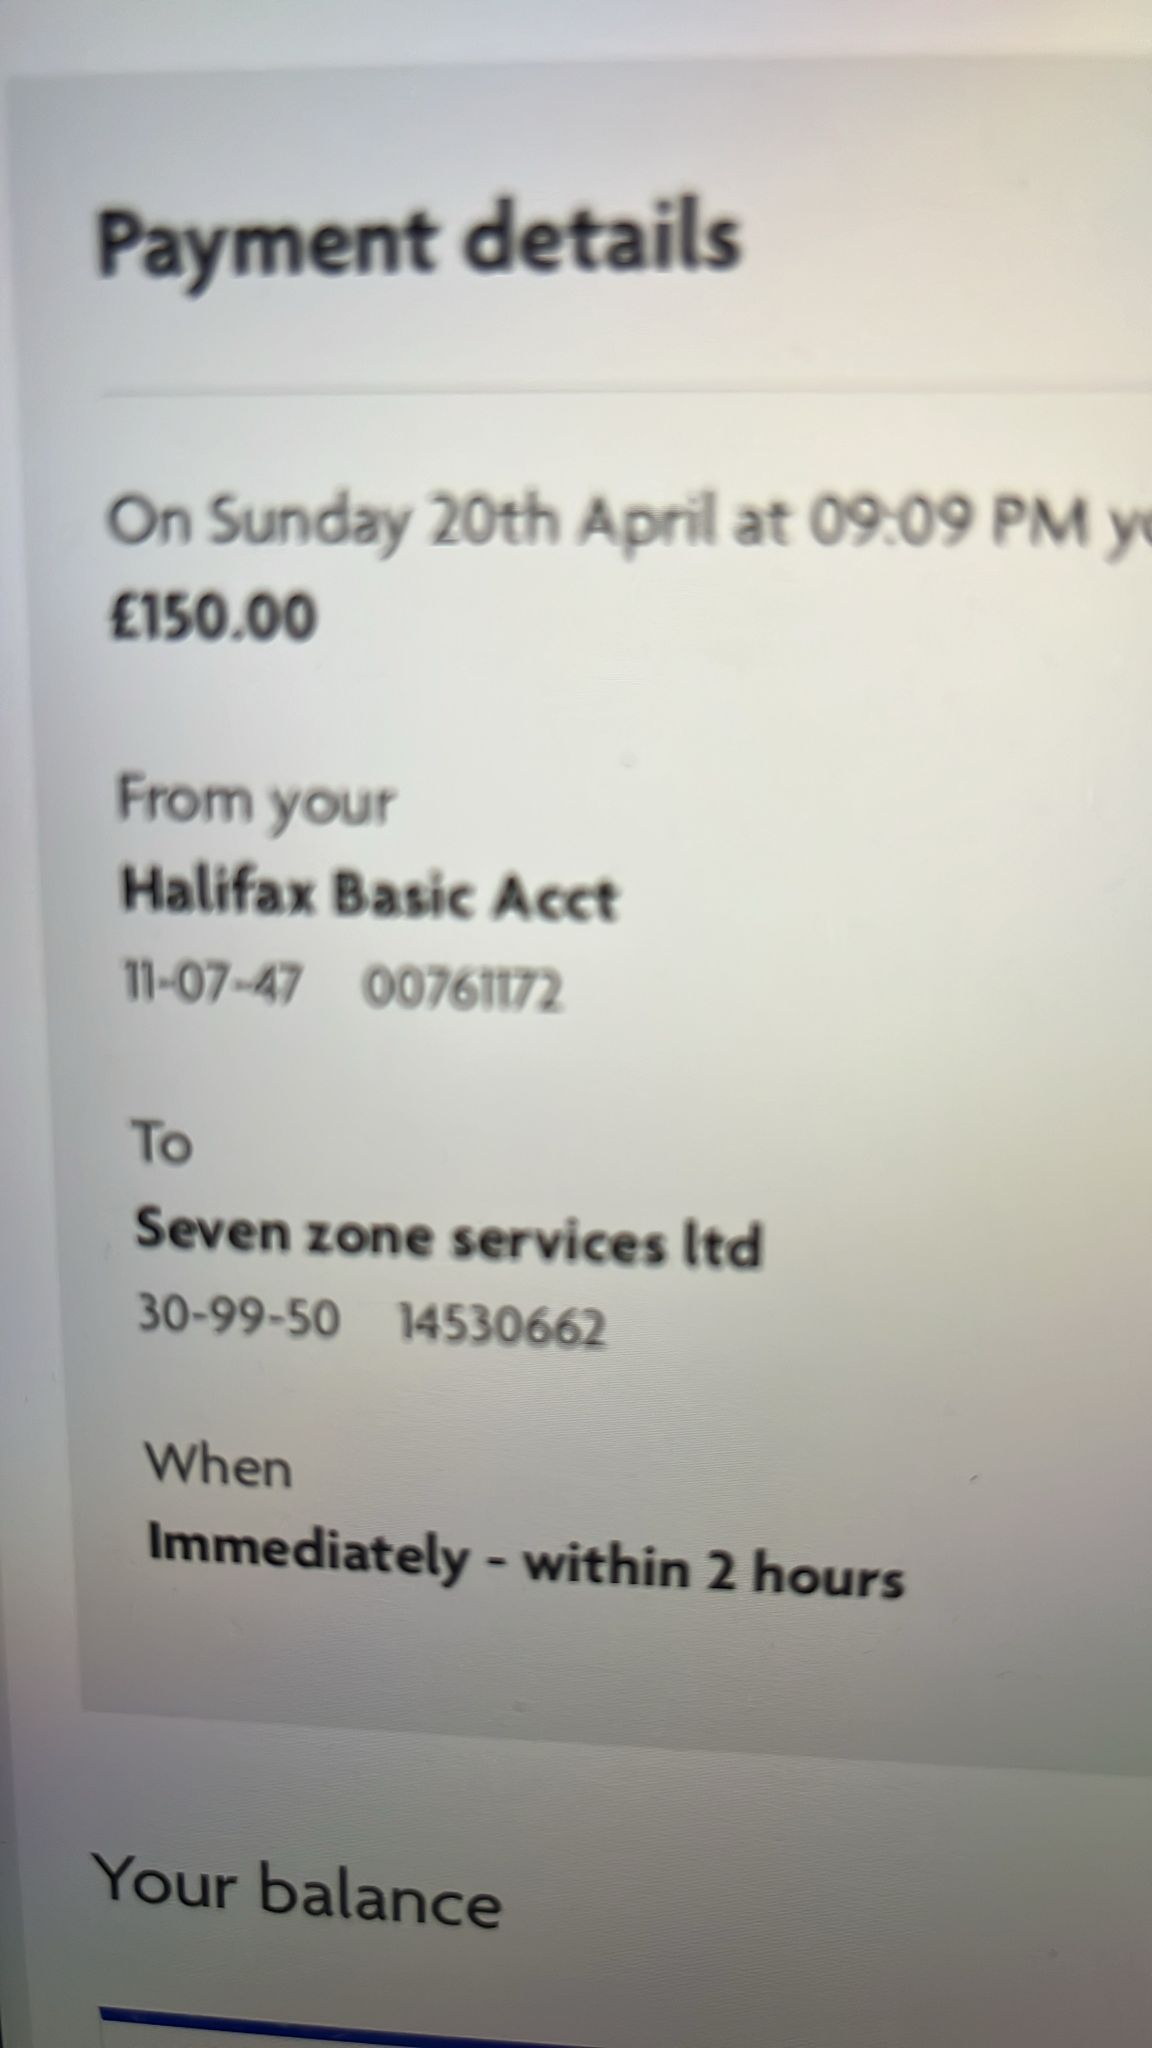 Payment details
On Sunday 20th April at 09:09 PM
£150.00
From your
Halifax Basic Acct
11-07-47 00761172
To
Seven zone services ltd
30-99-50 14530662
When
Immediately - within 2 hours
Your balance